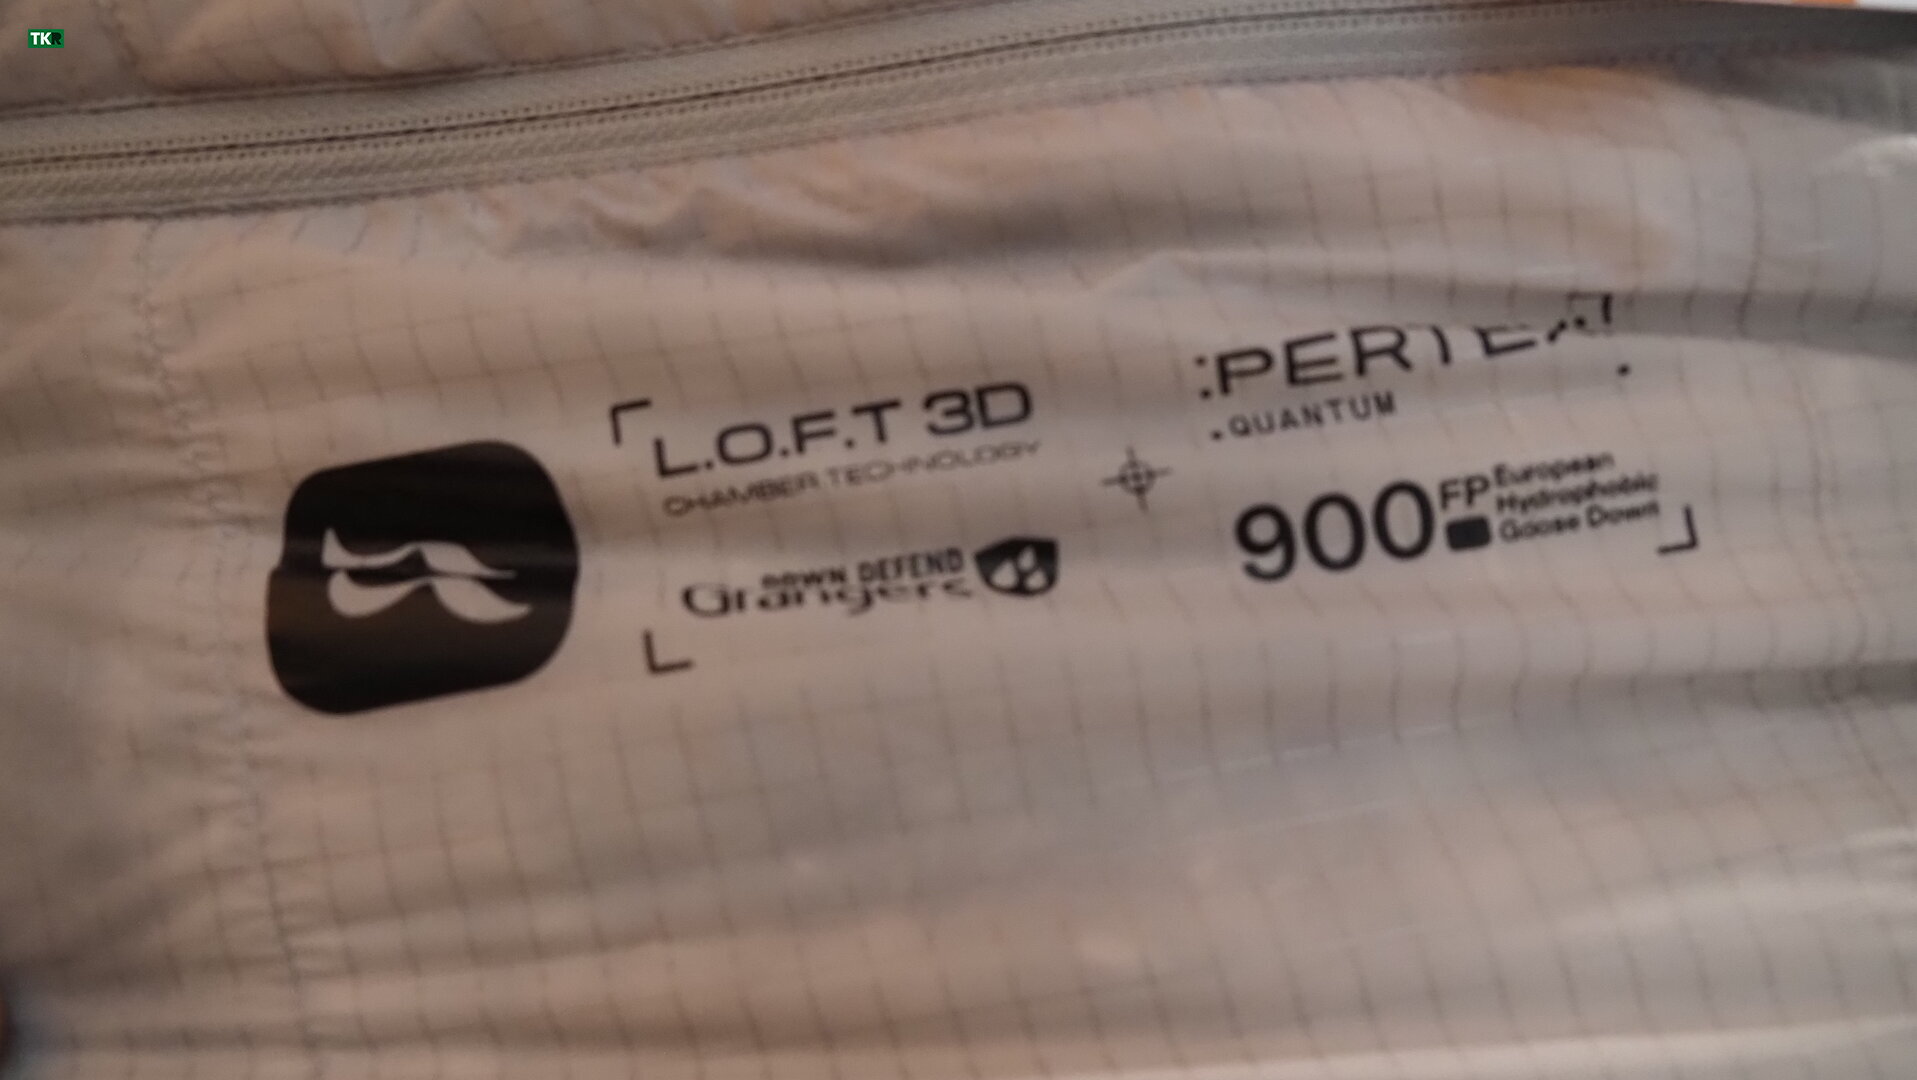 TKR
L.O.F.T 3D
CHAMBER TECHNOLOGY
DOWN DEFEND
Grangers
:PERTEX
.QUANTUM
900 FP
European
Hydrophobic
Goose Down